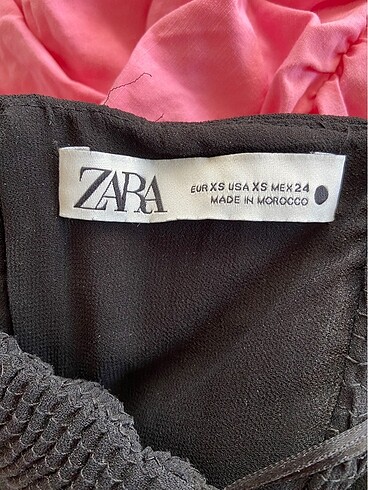 ZARA
EUR XS USA XS MEX 24
MADE IN MOROCCO